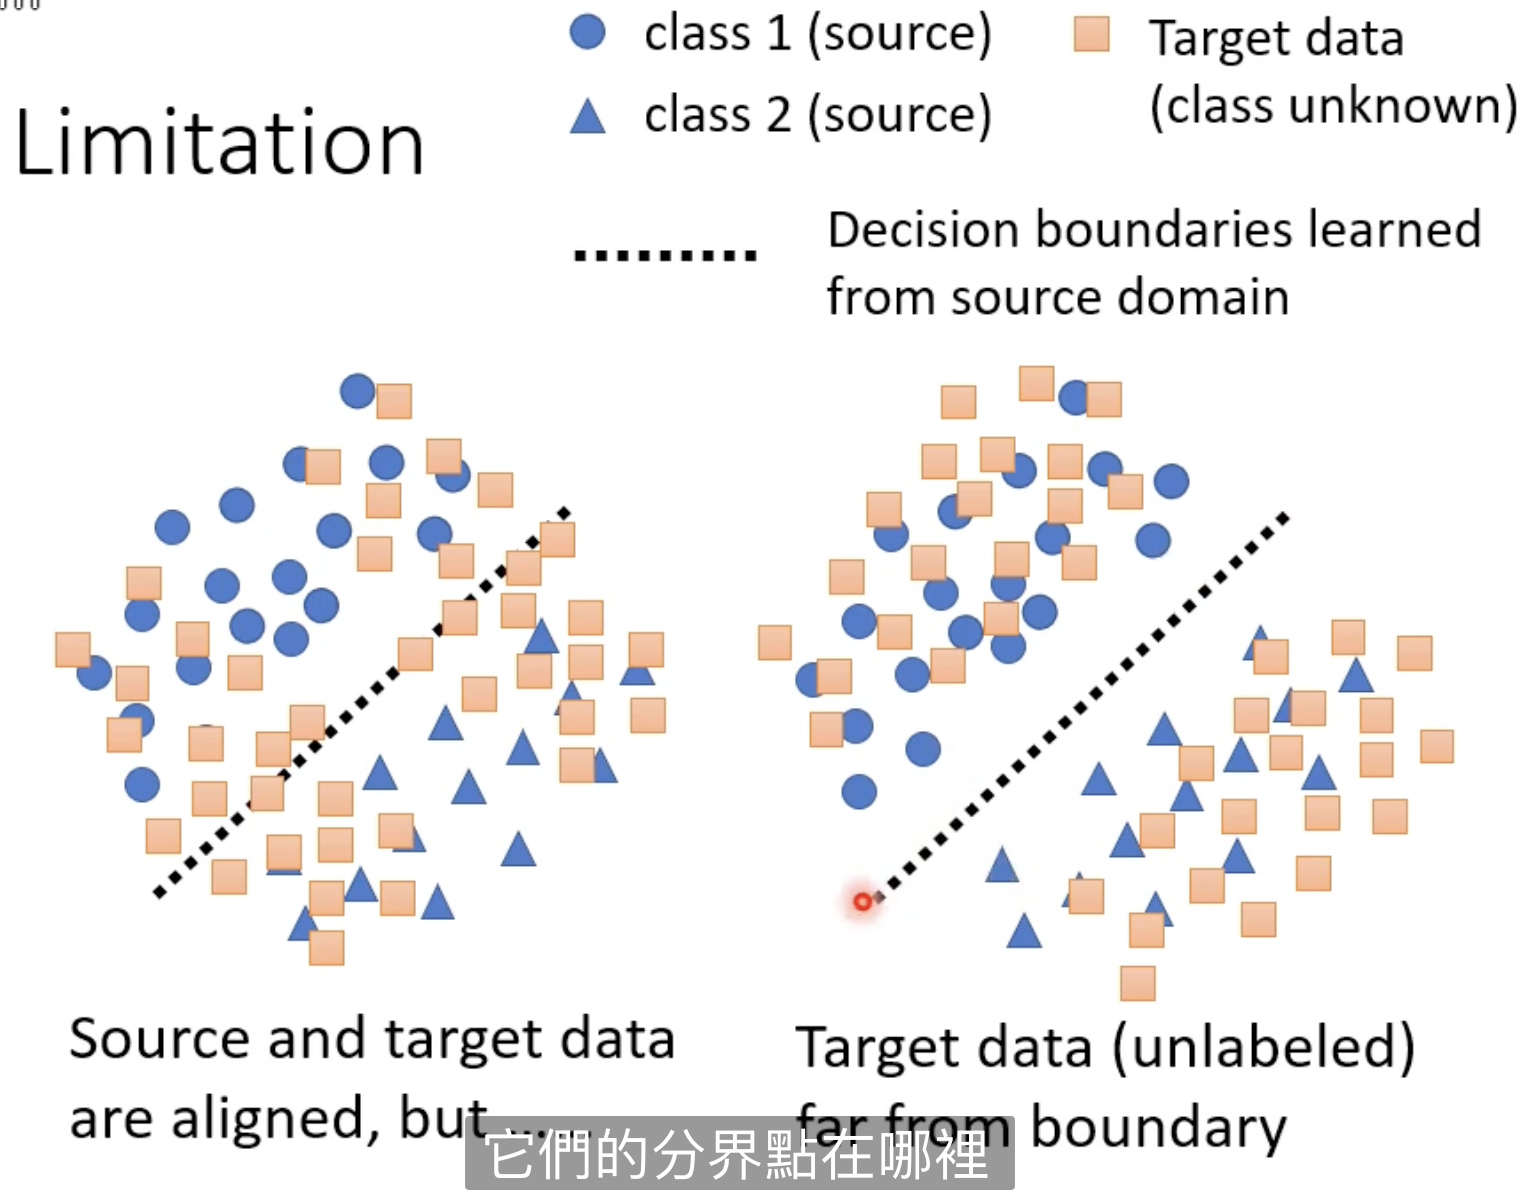 class 1 (source)
Target data
(class unknown)
class 2 (source)
Limitation
Decision boundaries learned
from source domain
Source and target data
are aligned, but……
Target data (unlabeled)
far from boundary
它們的分界點在哪裡